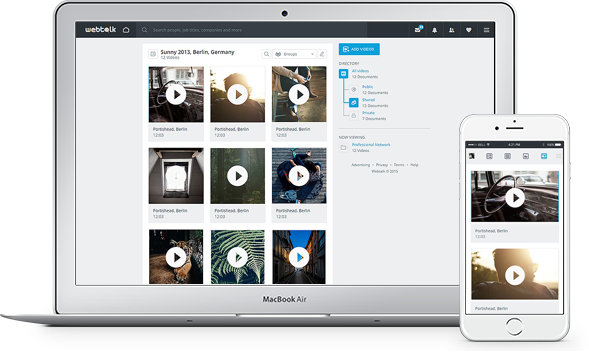 webtalk
Search people, job titles, companies and more
Sunny 2013, Berlin, Germany
12 Videos
Groups
ADD VIDEOS
DIRECTORY
All videos
Public
12 Documents
Shared
12 Documents
Private
7 Documents
NOW VIEWING
Professional Network
12 Videos
Advertising • Privacy • Terms • Help
Webtalk © 2015
Portishead, Berlin
12:03
Portishead, Berlin
12:03
Portishead, Berlin
12:03
Portishead, Berlin
12:03
Portishead, Berlin
12:03
Portishead, Berlin
12:03
MacBook Air
4:21 PM
Portishead, Berlin
12:03
Portishead, Berlin